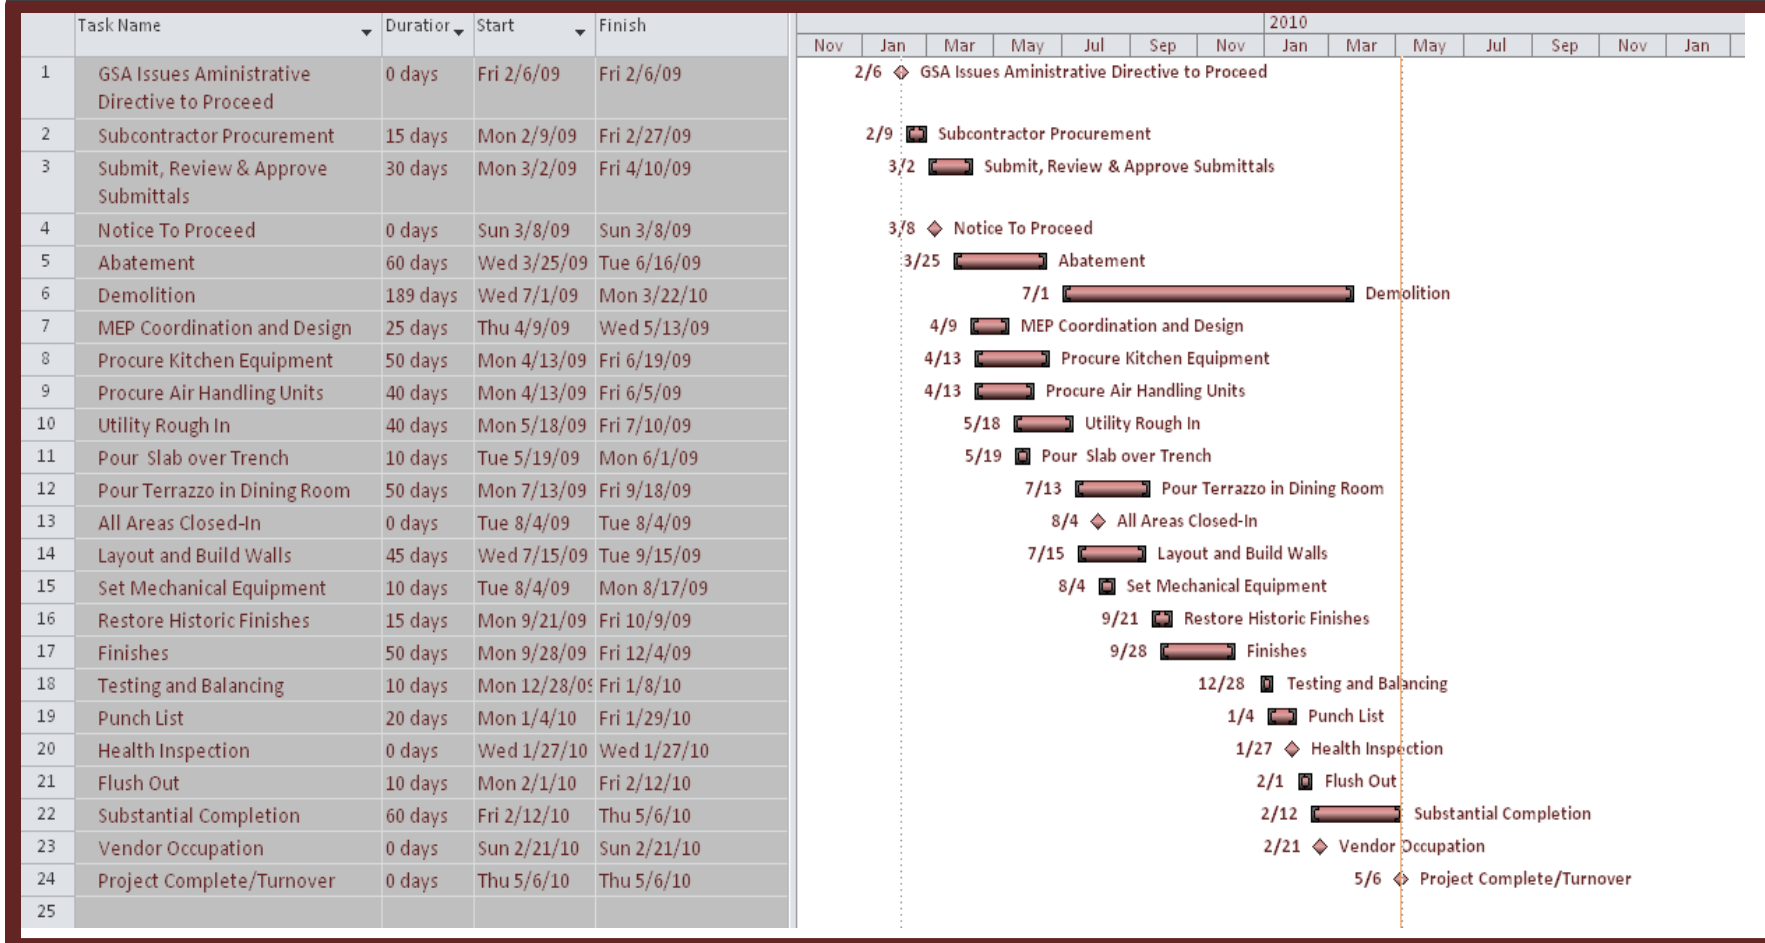 Task Name Duration Start Finish
2010
Nov Jan Mar May Jul Sep Nov Jan Mar May Jul Sep Nov Jan
1 GSA Issues Aministrative 0 days Fri 2/6/09 Fri 2/6/09 2/6 GSA Issues Aministrative Directive to Proceed
Directive to Proceed
2 Subcontractor Procurement 15 days Mon 2/9/09 Fri 2/27/09 2/9 Subcontractor Procurement
3 Submit, Review & Approve 30 days Mon 3/2/09 Fri 4/10/09 3/2 Submit, Review & Approve Submittals
Submittals
4 Notice To Proceed 0 days Sun 3/8/09 Sun 3/8/09 3/8 Notice To Proceed
5 Abatement 60 days Wed 3/25/09 Tue 6/16/09 3/25 Abatement
6 Demolition 189 days Wed 7/1/09 Mon 3/22/10 7/1 Demolition
7 MEP Coordination and Design 25 days Thu 4/9/09 Wed 5/13/09 4/9 MEP Coordination and Design
8 Procure Kitchen Equipment 50 days Mon 4/13/09 Fri 6/19/09 4/13 Procure Kitchen Equipment
9 Procure Air Handling Units 40 days Mon 4/13/09 Fri 6/5/09 4/13 Procure Air Handling Units
10 Utility Rough In 40 days Mon 5/18/09 Fri 7/10/09 5/18 Utility Rough In
11 Pour Slab over Trench 10 days Tue 5/19/09 Mon 6/1/09 5/19 Pour Slab over Trench
12 Pour Terrazzo in Dining Room 50 days Mon 7/13/09 Fri 9/18/09 7/13 Pour Terrazzo in Dining Room
13 All Areas Closed-In 0 days Tue 8/4/09 Tue 8/4/09 8/4 All Areas Closed-In
14 Layout and Build Walls 45 days Wed 7/15/09 Tue 9/15/09 7/15 Layout and Build Walls
15 Set Mechanical Equipment 10 days Tue 8/4/09 Mon 8/17/09 8/4 Set Mechanical Equipment
16 Restore Historic Finishes 15 days Mon 9/21/09 Fri 10/9/09 9/21 Restore Historic Finishes
17 Finishes 50 days Mon 9/28/09 Fri 12/4/09 9/28 Finishes
18 Testing and Balancing 10 days Mon 12/28/09 Fri 1/8/10 12/28 Testing and Balancing
19 Punch List 20 days Mon 1/4/10 Fri 1/29/10 1/4 Punch List
20 Health Inspection 0 days Wed 1/27/10 Wed 1/27/10 1/27 Health Inspection
21 Flush Out 10 days Mon 2/1/10 Fri 2/12/10 2/1 Flush Out
22 Substantial Completion 60 days Fri 2/12/10 Thu 5/6/10 2/12 Substantial Completion
23 Vendor Occupation 0 days Sun 2/21/10 Sun 2/21/10 2/21 Vendor Occupation
24 Project Complete/Turnover 0 days Thu 5/6/10 Thu 5/6/10 5/6 Project Complete/Turnover
25